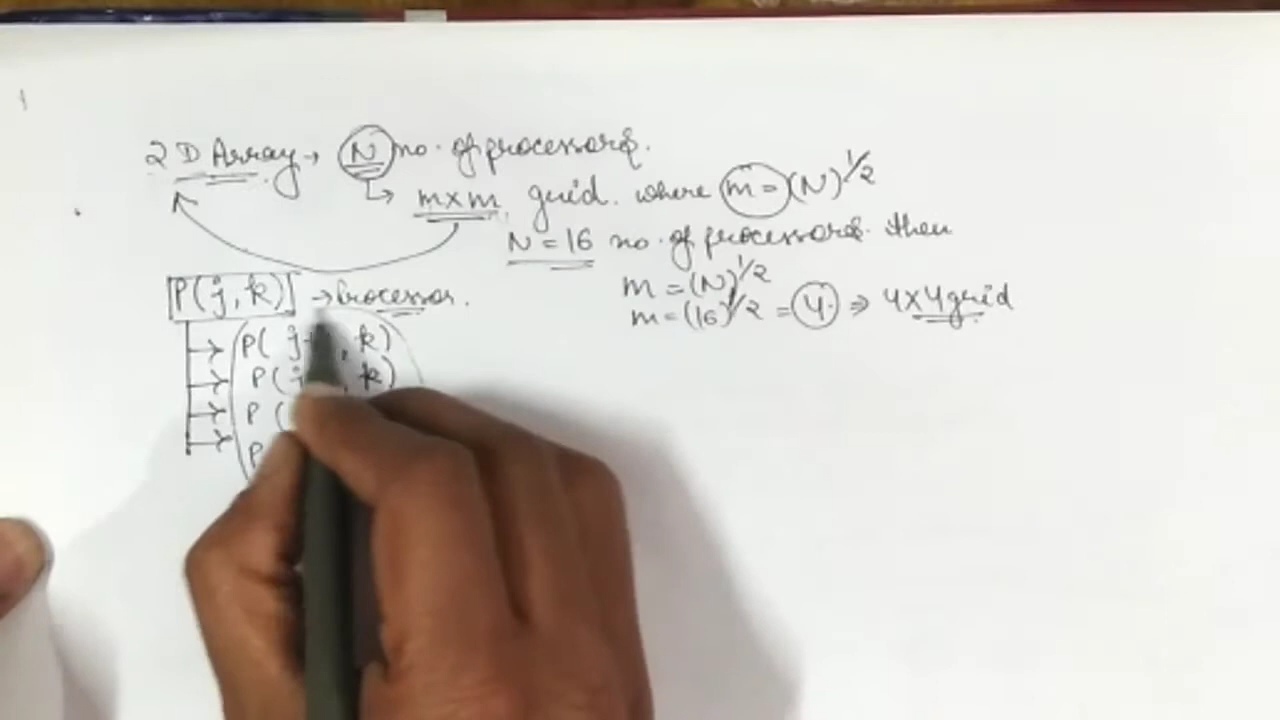 2 D Array → N no. of processors.
↳ m×m grid. where m = (N)^1/2
N = 16 no. of processors. then
m = (N)^1/2
m = (16)^1/2 = 4. ⇒ 4×4 grid
P(j, k) → Processor.
→ P( j , k)
→ P( j , k)
→ P (
→ P